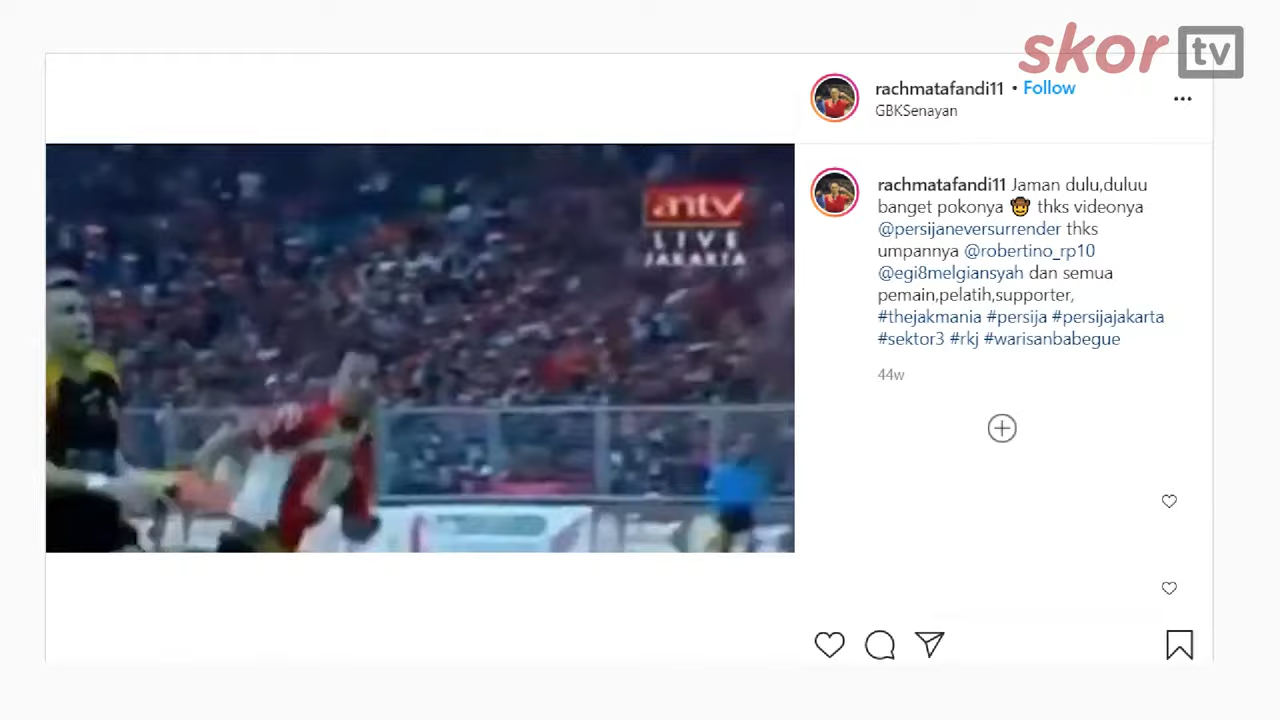 skor tv
rachmatafandi11 • Follow
GBKSenayan
antv
LIVE
JAKARTA
rachmatafandi11 Jaman dulu,duluu
banget pokonya 🤠 thks videonya
@persijaneversurrender thks
umpannya @robertino_rp10
@egi8melgiansyah dan semua
pemain,pelatih,supporter,
#thejakmania #persija #persijajakarta
#sektor3 #rkj #warisanbabegue
44w